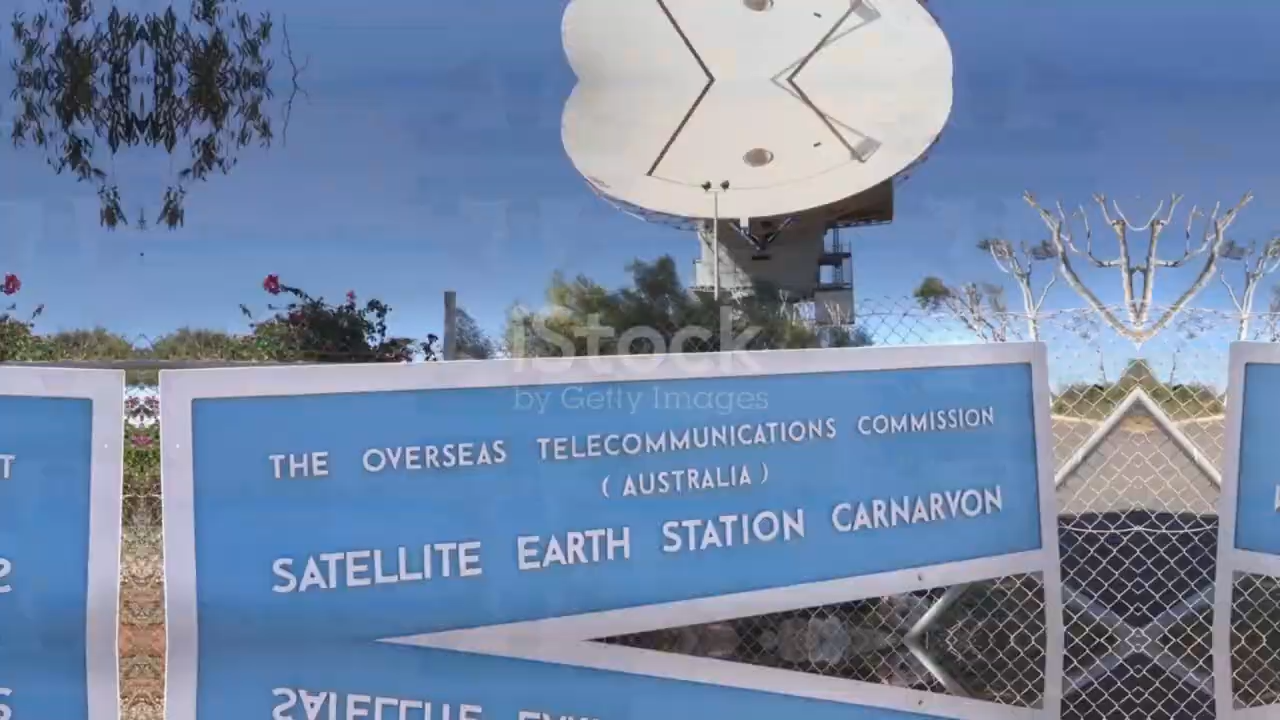 iStock
by Getty Images
THE OVERSEAS TELECOMMUNICATIONS COMMISSION
( AUSTRALIA )
SATELLITE EARTH STATION CARNARVON